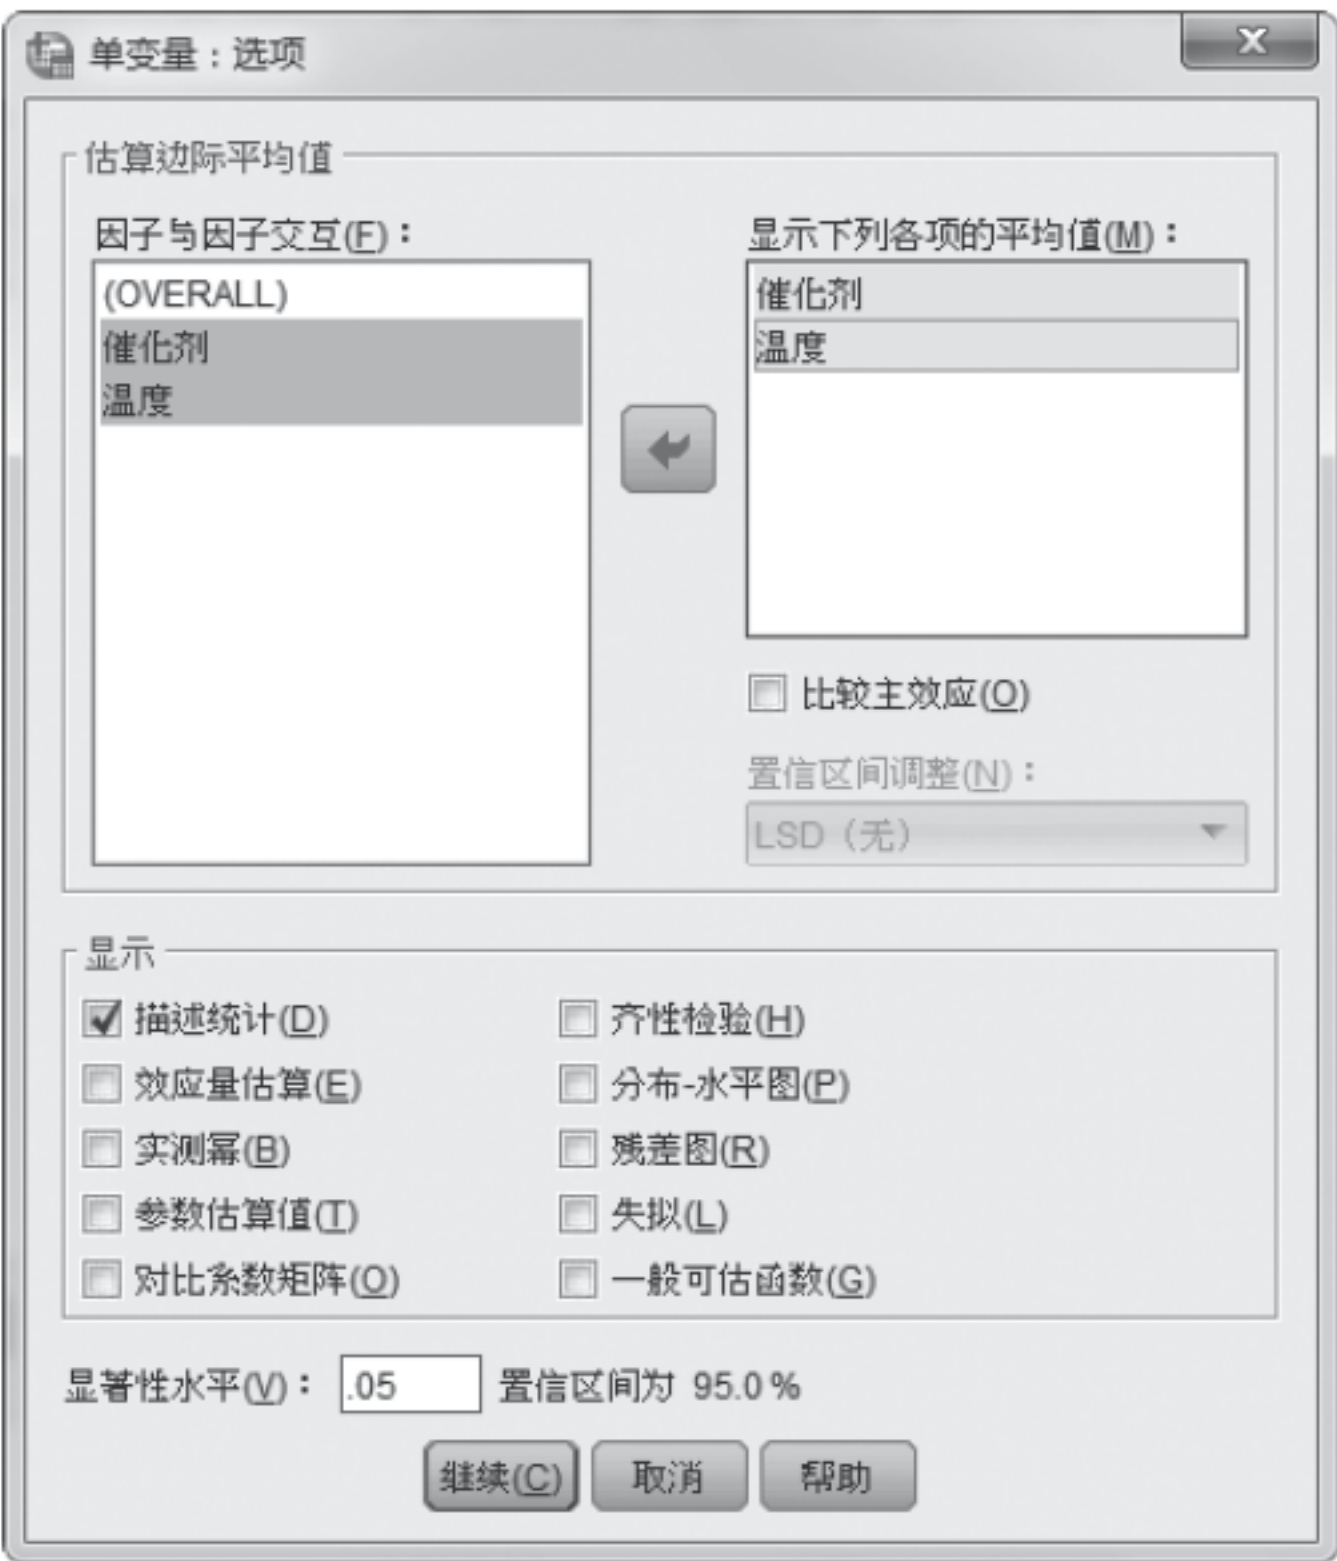 单变量：选项
估算边际平均值
因子与因子交互(F)：
(OVERALL)
催化剂
温度
显示下列各项的平均值(M)：
催化剂
温度
比较主效应(O)
置信区间调整(N)：
LSD（无）
显示
描述统计(D)
齐性检验(H)
效应量估算(E)
分布-水平图(P)
实测幂(B)
残差图(R)
参数估算值(T)
失拟(L)
对比系数矩阵(O)
一般可估函数(G)
显著性水平(V)： .05 置信区间为 95.0 %
继续(C) 取消 帮助